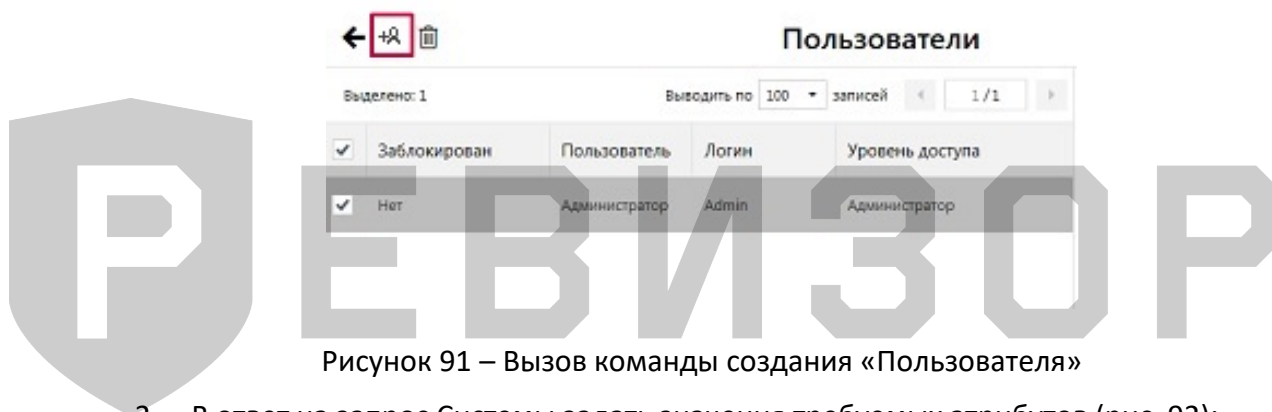 Пользователи
Выделено: 1 Выводить по 100 записей 1 / 1
Заблокирован Пользователь Логин Уровень доступа
Нет Администратор Admin Администратор
РЕВИЗОР
Рисунок 91 – Вызов команды создания «Пользователя»